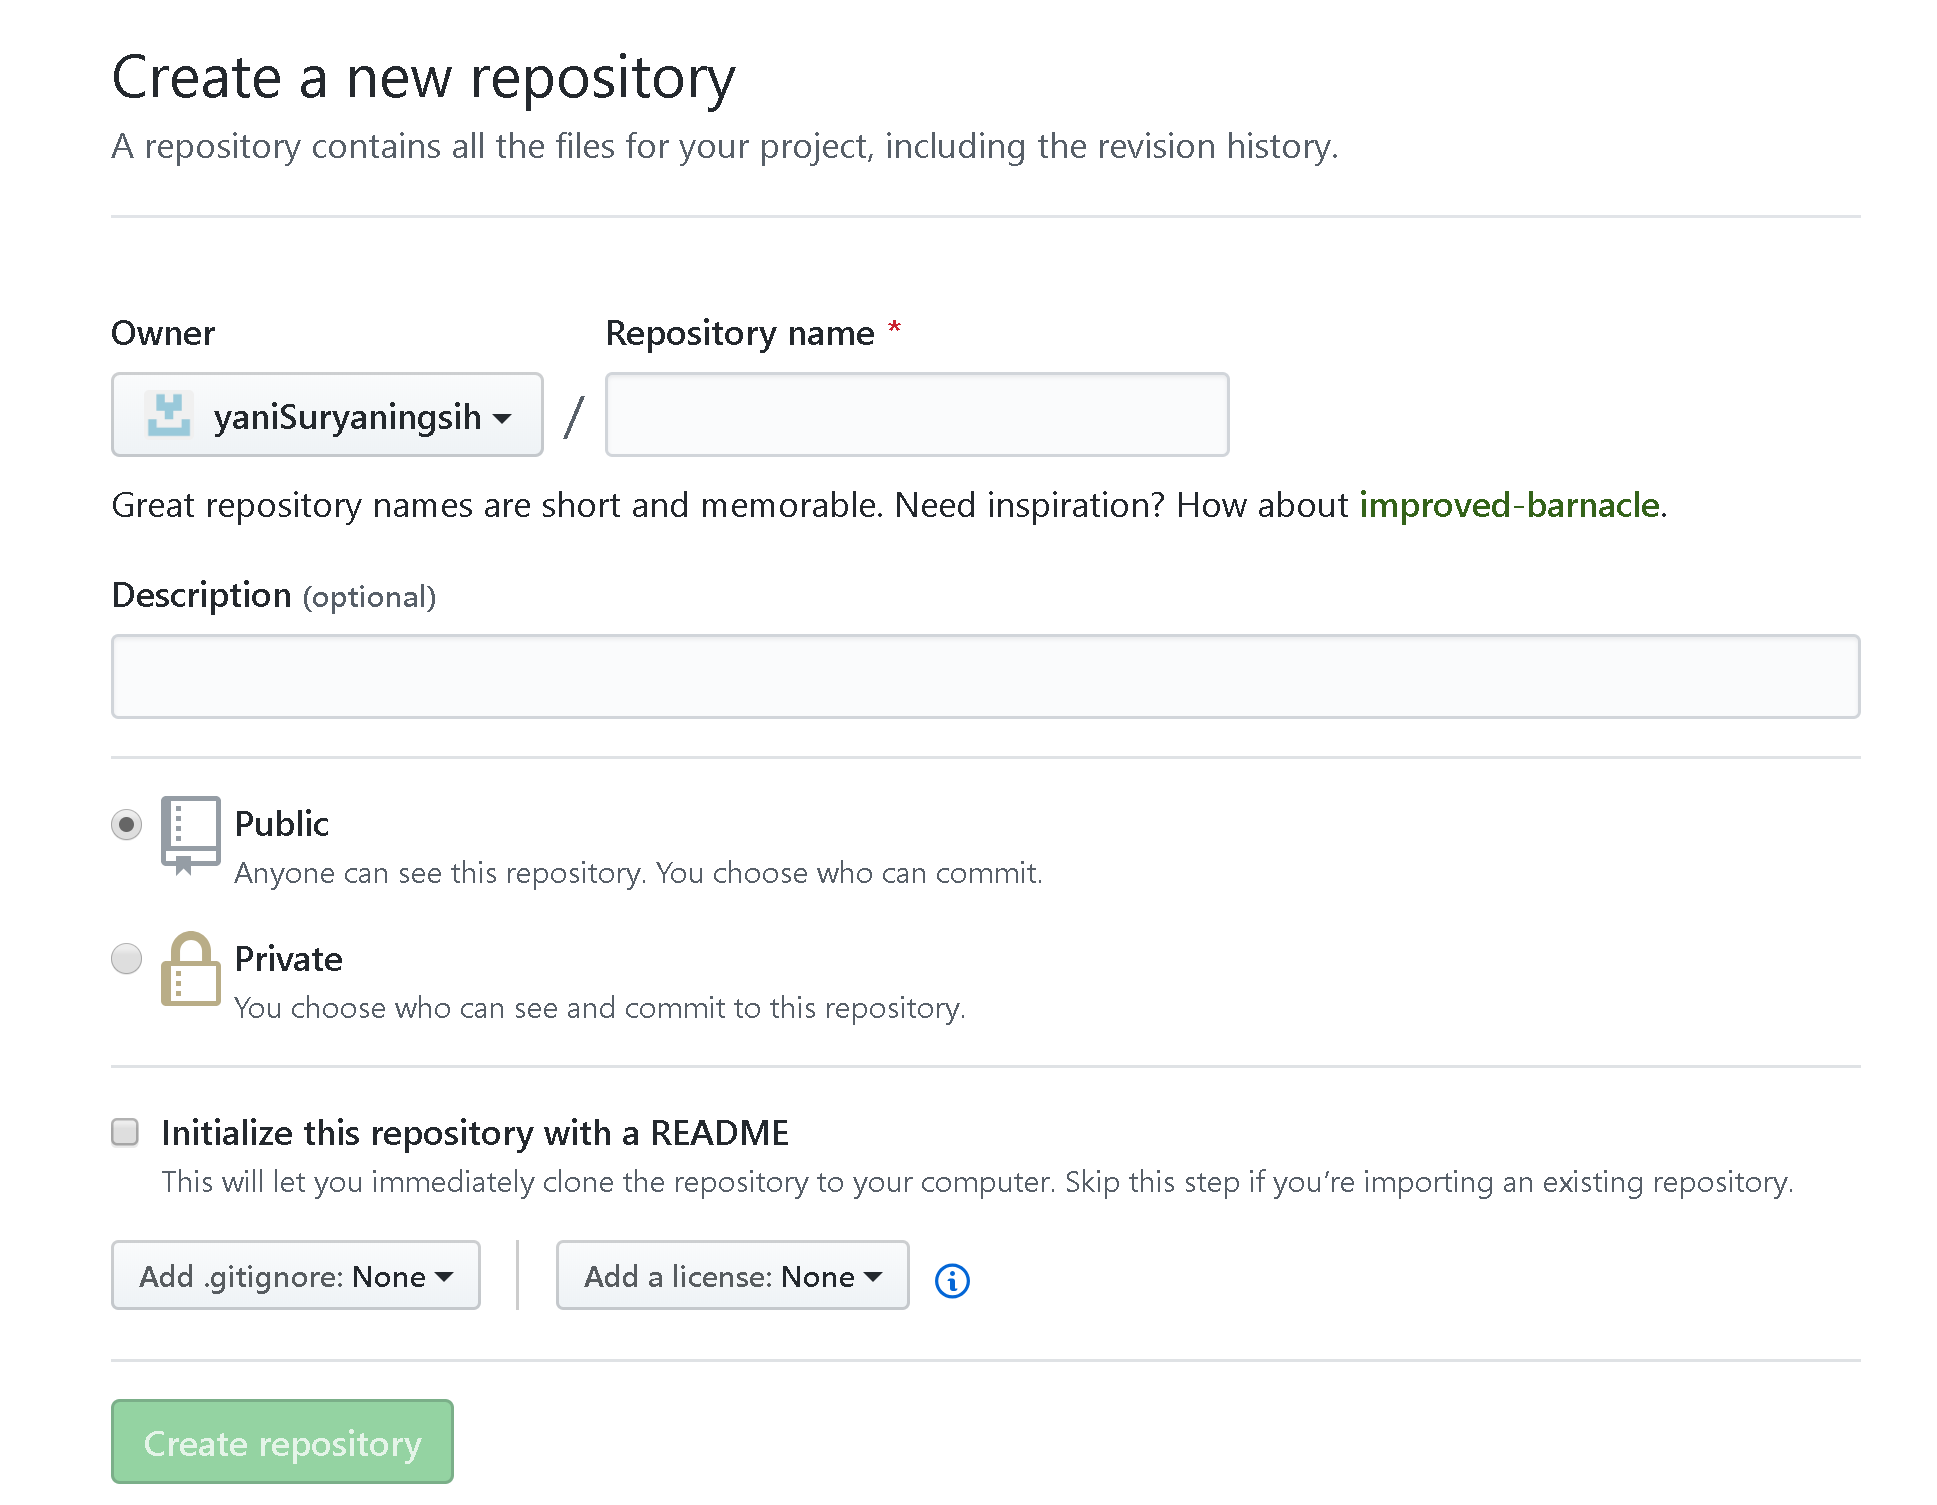 Create a new repository
A repository contains all the files for your project, including the revision history.
Owner
Repository name *
yaniSuryaningsih
/
Great repository names are short and memorable. Need inspiration? How about improved-barnacle.
Description (optional)
Public
Anyone can see this repository. You choose who can commit.
Private
You choose who can see and commit to this repository.
Initialize this repository with a README
This will let you immediately clone the repository to your computer. Skip this step if you’re importing an existing repository.
Add .gitignore: None
Add a license: None
Create repository